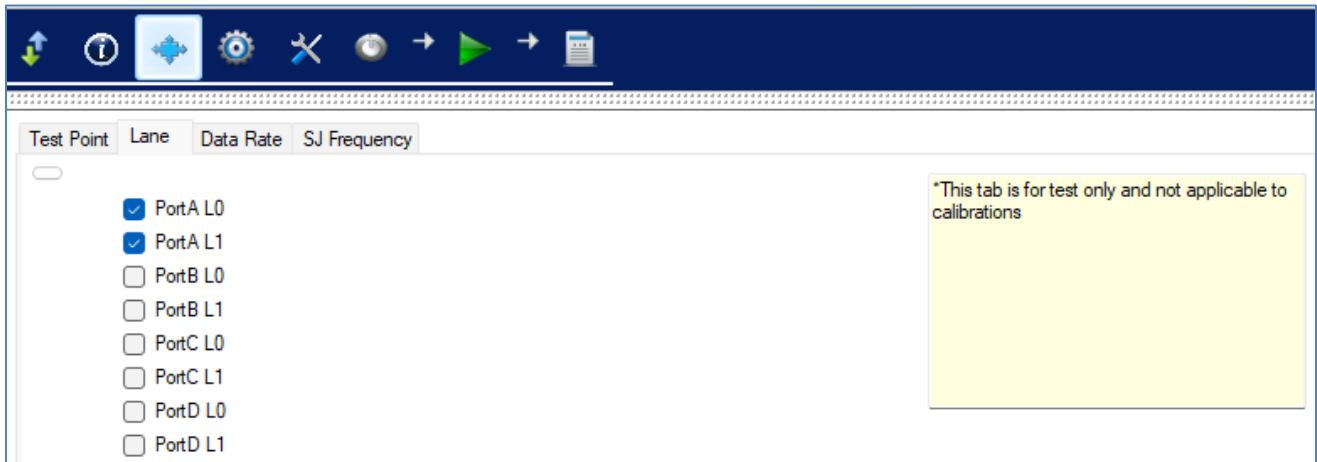 Test Point Lane Data Rate SJ Frequency
PortA L0
PortA L1
PortB L0
PortB L1
PortC L0
PortC L1
PortD L0
PortD L1
*This tab is for test only and not applicable to
calibrations